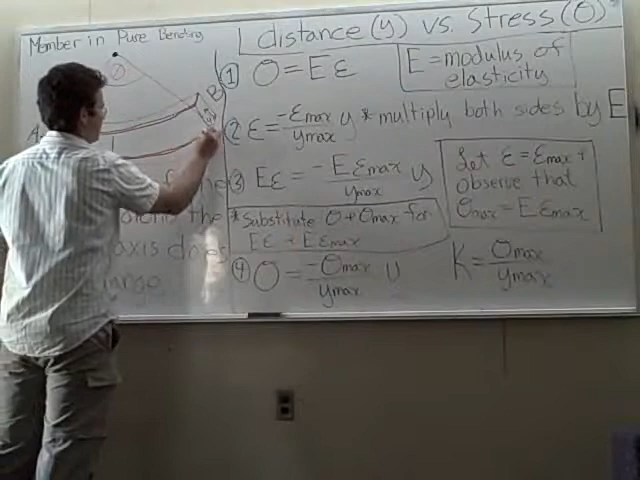 Member in Pure Bending
distance (y) vs. Stress (σ)
① σ = Eε
E = modulus of
elasticity
② ε = -εmax/ymax y * multiply both sides by E
③ Eε = -Eεmax/ymax y
Let ε = εmax +
observe that
σmax = Eεmax
* Substitute σ + σmax for
Eε + Eεmax
④ σ = -σmax/ymax y
K = σmax/ymax
A
B
the
axis does